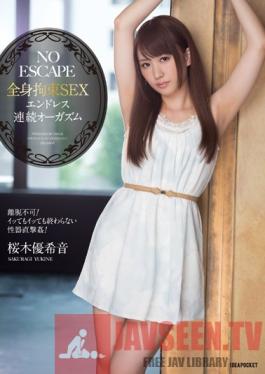 NO
ESCAPE
全身拘束SEX
エンドレス
連続オーガズム
離脱不可!
イッてもイッても終わらない
性器直撃姦!
桜木優希音
SAKURAGI YUKINE
IDEAPOCKET
JAVSEEN.TV
FREE JAV LIBRARY